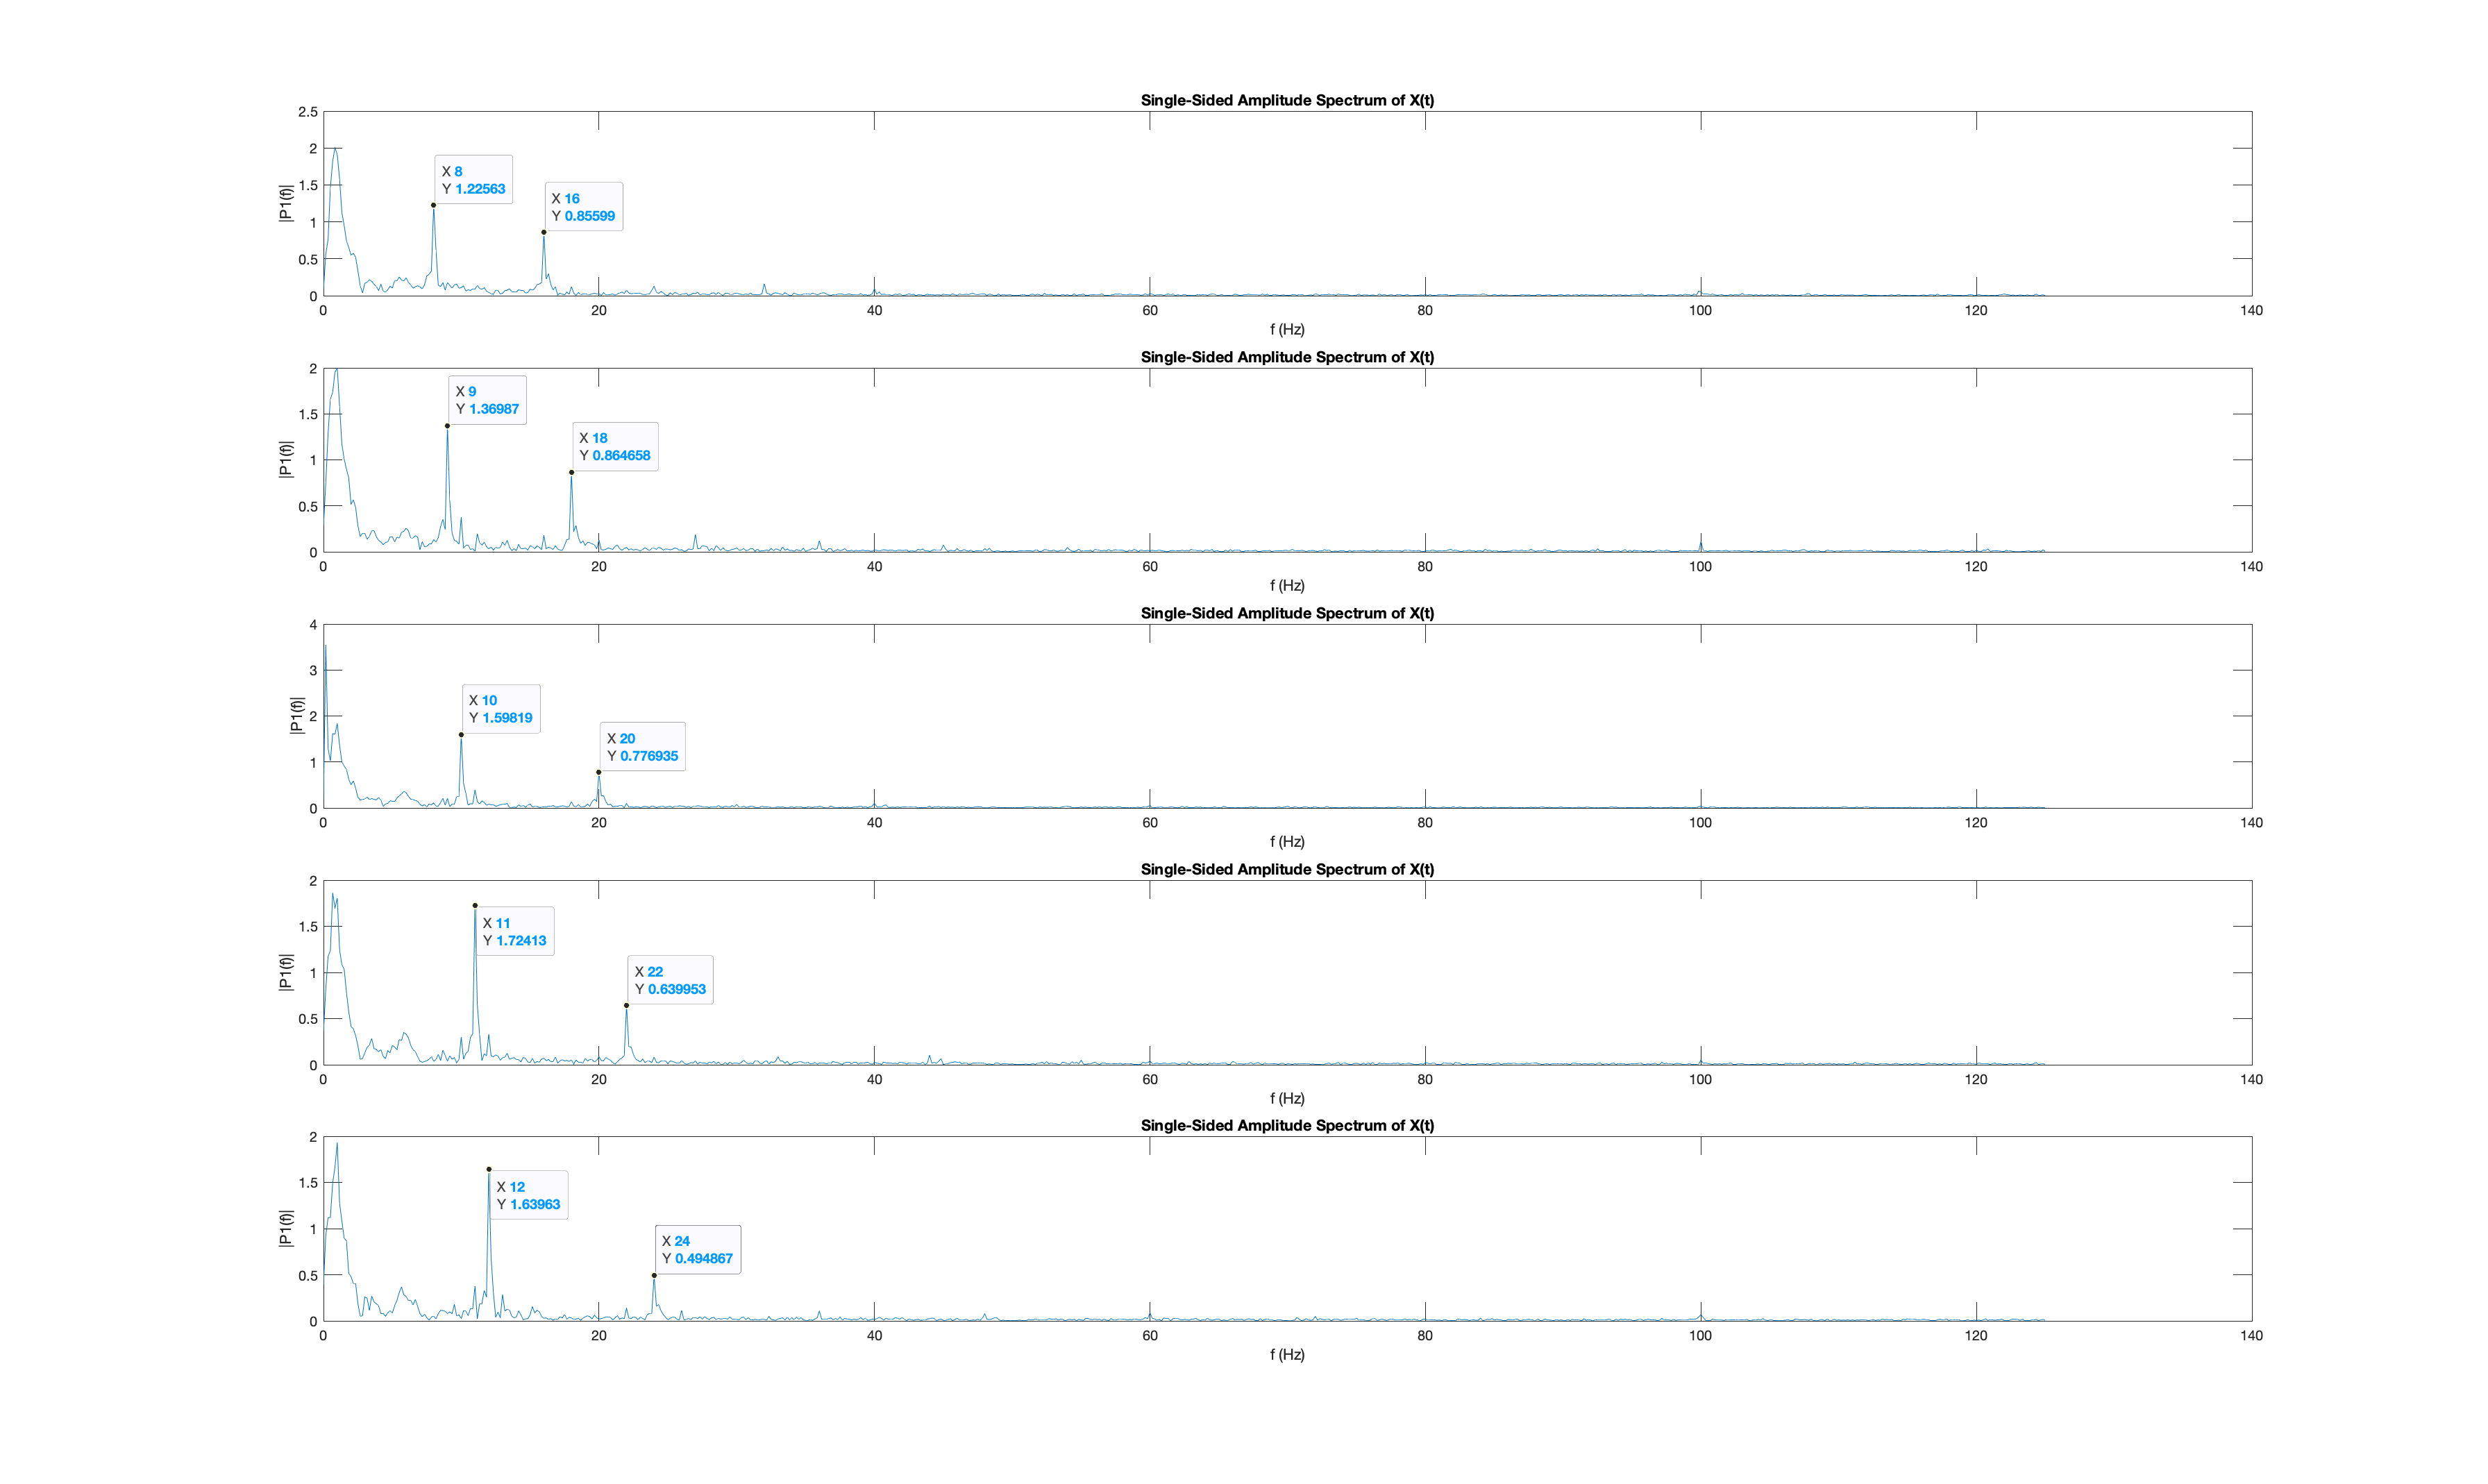 Single-Sided Amplitude Spectrum of X(t)
2.5
2
1.5
1
0.5
0
|P1(f)|
X 8
Y 1.22563
X 16
Y 0.85599
0 20 40 60 80 100 120 140
f (Hz)
Single-Sided Amplitude Spectrum of X(t)
2
1.5
1
0.5
0
|P1(f)|
X 9
Y 1.36987
X 18
Y 0.864658
0 20 40 60 80 100 120 140
f (Hz)
Single-Sided Amplitude Spectrum of X(t)
4
3
2
1
0
|P1(f)|
X 10
Y 1.59819
X 20
Y 0.776935
0 20 40 60 80 100 120 140
f (Hz)
Single-Sided Amplitude Spectrum of X(t)
2
1.5
1
0.5
0
|P1(f)|
X 11
Y 1.72413
X 22
Y 0.639953
0 20 40 60 80 100 120 140
f (Hz)
Single-Sided Amplitude Spectrum of X(t)
2
1.5
1
0.5
0
|P1(f)|
X 12
Y 1.63963
X 24
Y 0.494867
0 20 40 60 80 100 120 140
f (Hz)